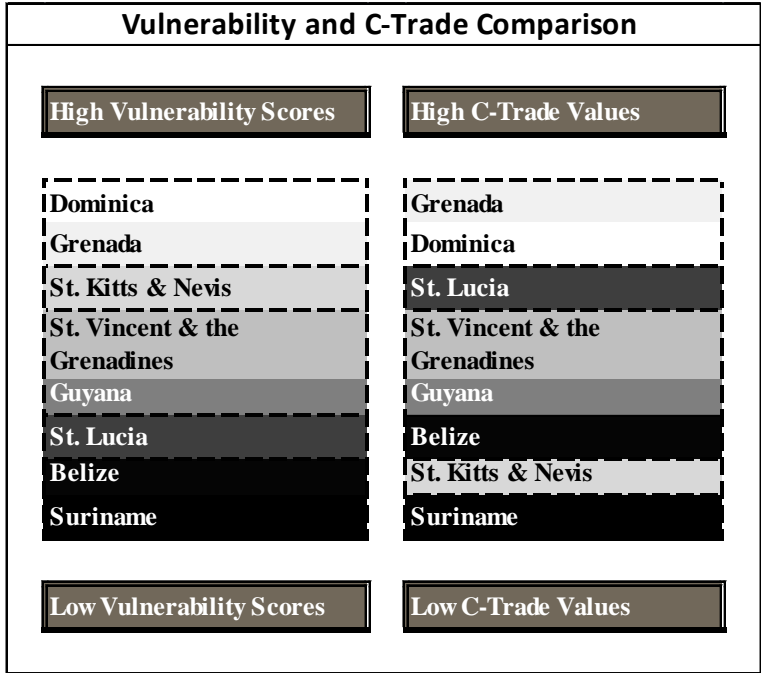 Vulnerability and C-Trade Comparison
High Vulnerability Scores
Dominica
Grenada
St. Kitts & Nevis
St. Vincent & the
Grenadines
Guyana
St. Lucia
Belize
Suriname
Low Vulnerability Scores
High C-Trade Values
Grenada
Dominica
St. Lucia
St. Vincent & the
Grenadines
Guyana
Belize
St. Kitts & Nevis
Suriname
Low C-Trade Values